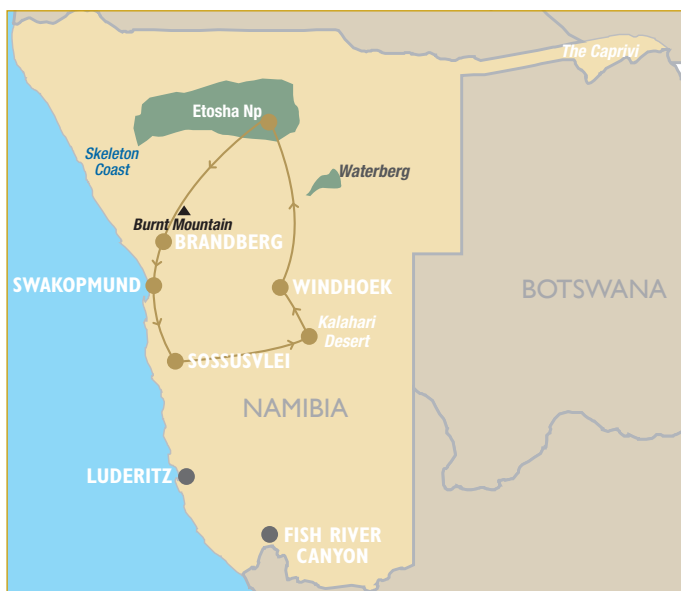 The Caprivi
Etosha Np
Skeleton
Coast
Waterberg
Burnt Mountain
BRANDBERG
SWAKOPMUND
WINDHOEK
BOTSWANA
Kalahari
Desert
SOSSUSVLEI
NAMIBIA
LUDERITZ
FISH RIVER
CANYON